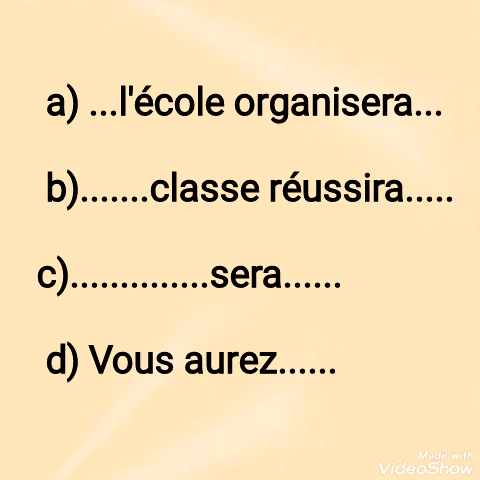 a) ...l'école organisera...
b).......classe réussira.....
c)..............sera......
d) Vous aurez......
Made with
VideoShow